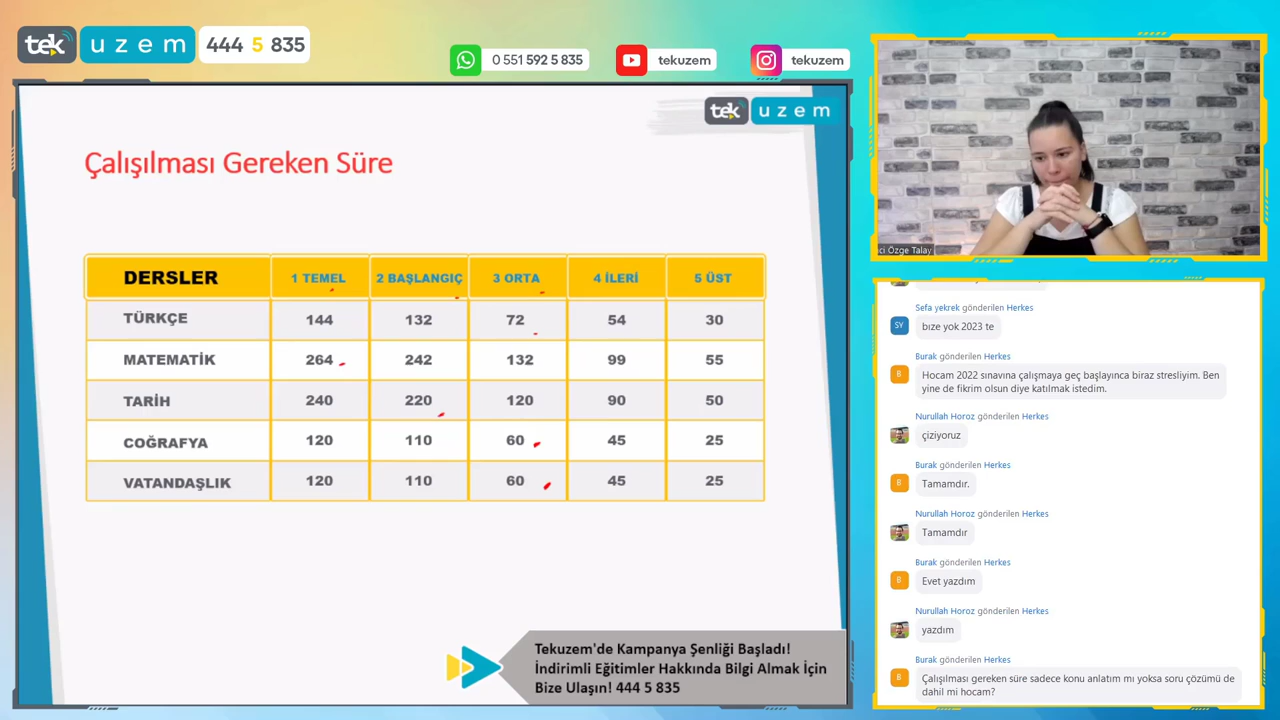 tek
uzem
444 5 835
0 551 592 5 835
tekuzem
tekuzem
tek uzem
Çalışılması Gereken Süre
DERSLER 1 TEMEL 2 BAŞLANGIÇ 3 ORTA 4 İLERİ 5 ÜST
TÜRKÇE 144 132 72 54 30
MATEMATİK 264 242 132 99 55
TARİH 240 220 120 90 50
COĞRAFYA 120 110 60 45 25
VATANDAŞLIK 120 110 60 45 25
Tekuzem'de Kampanya Şenliği Başladı!
İndirimli Eğitimler Hakkında Bilgi Almak İçin
Bize Ulaşın! 444 5 835
ci Özge Talay
Sefa yekrek gönderilen Herkes
SY
bıze yok 2023 te
Burak gönderilen Herkes
B
Hocam 2022 sınavına çalışmaya geç başlayınca biraz stresliyim. Ben
yine de fikrim olsun diye katılmak istedim.
Nurullah Horoz gönderilen Herkes
çiziyoruz
Burak gönderilen Herkes
B
Tamamdır.
Nurullah Horoz gönderilen Herkes
Tamamdır
Burak gönderilen Herkes
B
Evet yazdım
Nurullah Horoz gönderilen Herkes
yazdım
Burak gönderilen Herkes
B
Çalışılması gereken süre sadece konu anlatım mı yoksa soru çözümü de
dahil mi hocam?